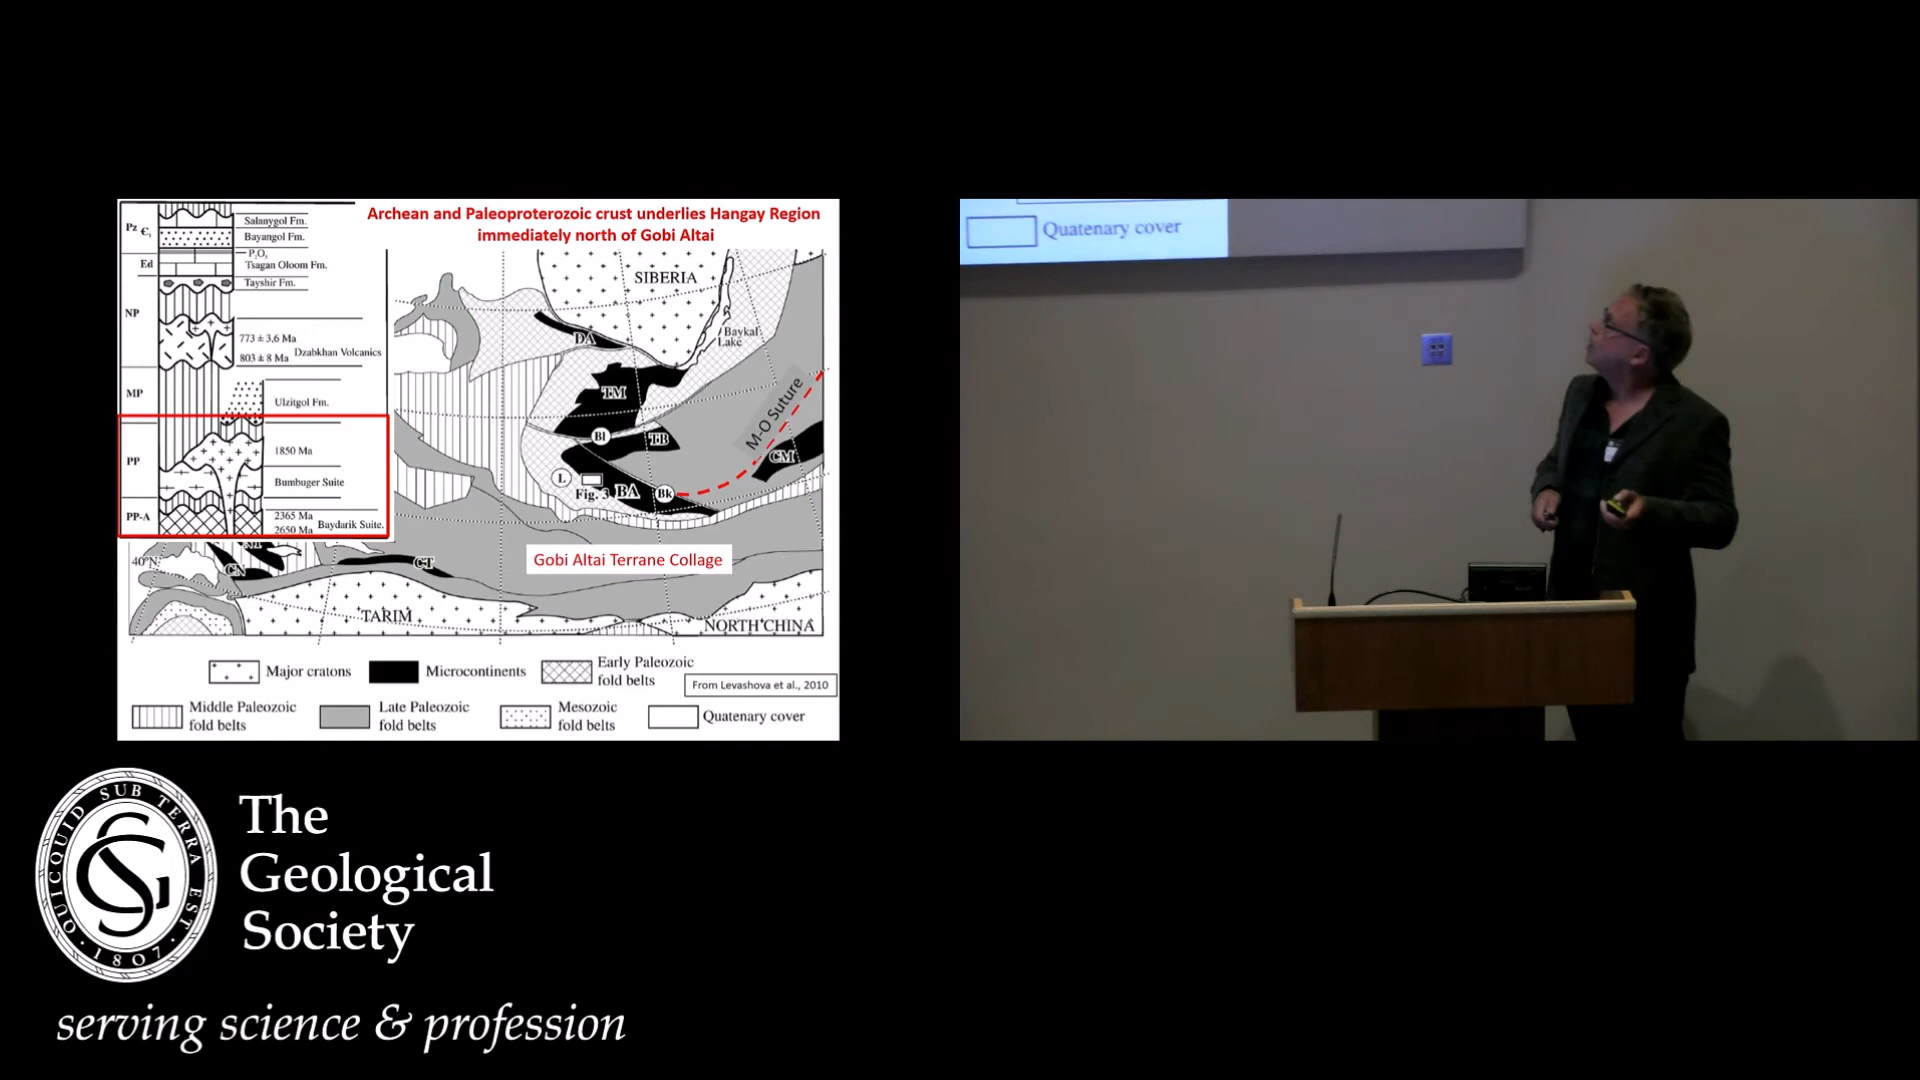 Archean and Paleoproterozoic crust underlies Hangay Region
immediately north of Gobi Altai
Pz
Є₁
Salanygol Fm.
Bayangol Fm.
Ed
P₂O₅
Tsagan Oloom Fm.
Tayshir Fm.
NP
773 ± 3,6 Ma
803 ± 8 Ma
Dzabkhan Volcanics
MP
Ulzitgol Fm.
PP
1850 Ma
Bumbuger Suite
PP-A
2365 Ma
2650 Ma
Baydarik Suite.
SIBERIA
Baykal
Lake
DA
TM
M-O Suture
Bl
TB
CM
L
Fig. 3
BA
Bk
40°N
CN
CT
Gobi Altai Terrane Collage
TARIM
NORTH CHINA
Major cratons
Microcontinents
Early Paleozoic
fold belts
From Levashova et al., 2010
Middle Paleozoic
fold belts
Late Paleozoic
fold belts
Mesozoic
fold belts
Quaternary cover
Quaternary cover
QUICQUID SUB TERRA EST
1807
GS
The
Geological
Society
serving science & profession